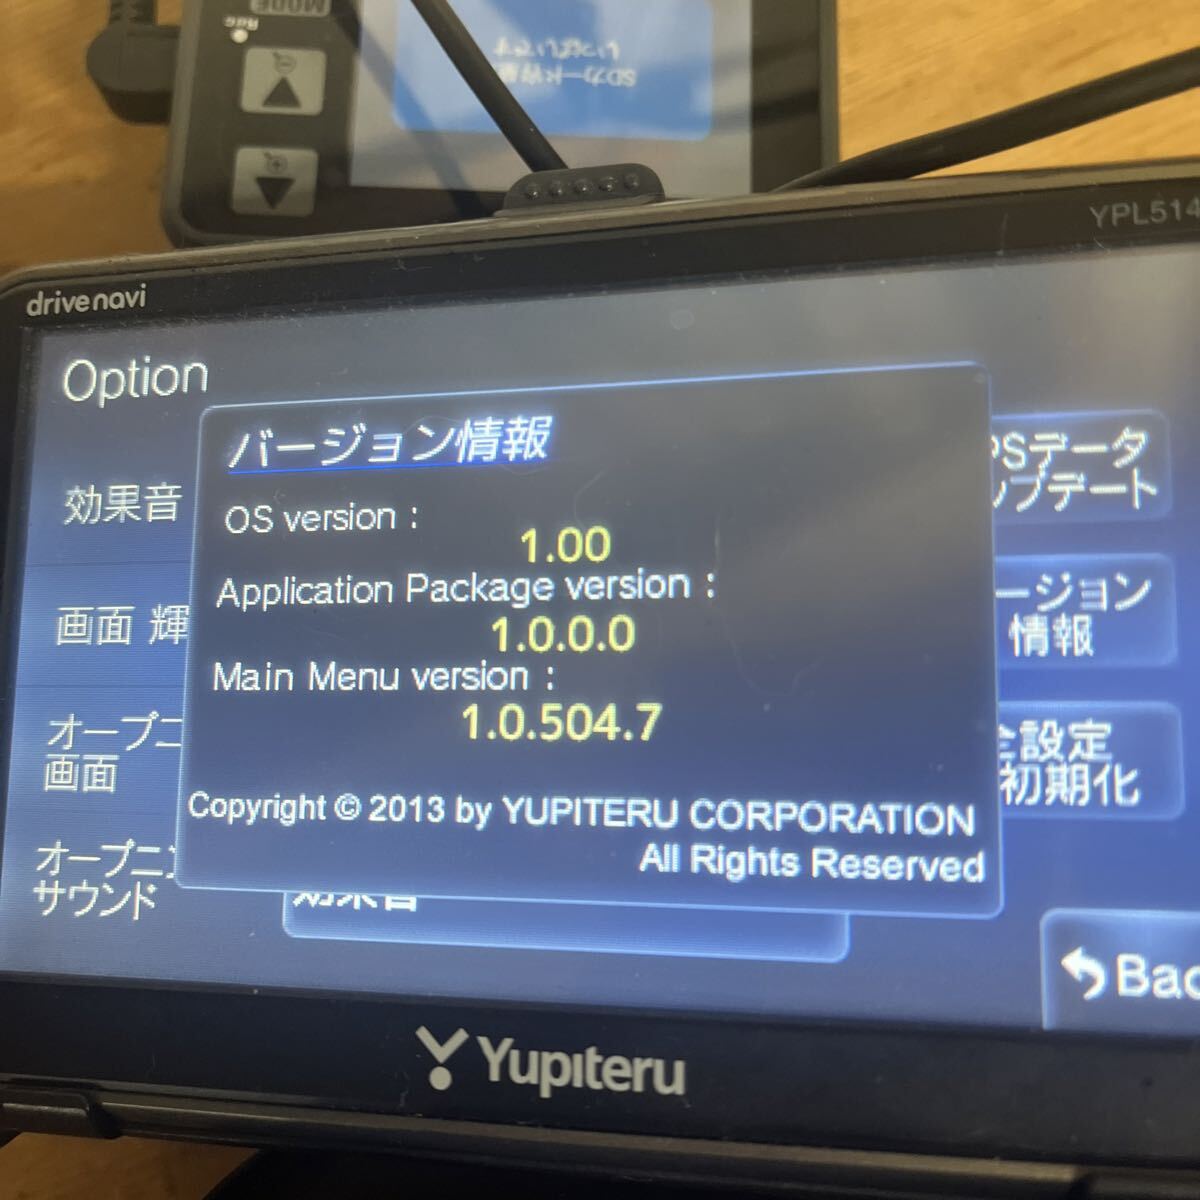 MODE
YPL514
drivenavi
Option
バージョン情報
OS version :
1.00
Application Package version :
1.0.0.0
Main Menu version :
1.0.504.7
Copyright © 2013 by YUPITERU CORPORATION
All Rights Reserved
効果音
画面 輝
オープニ
画面
オープニン
サウンド
効果音
PSデータ
ップデート
ージョン
情報
全設定
初期化
Bac
Yupiteru